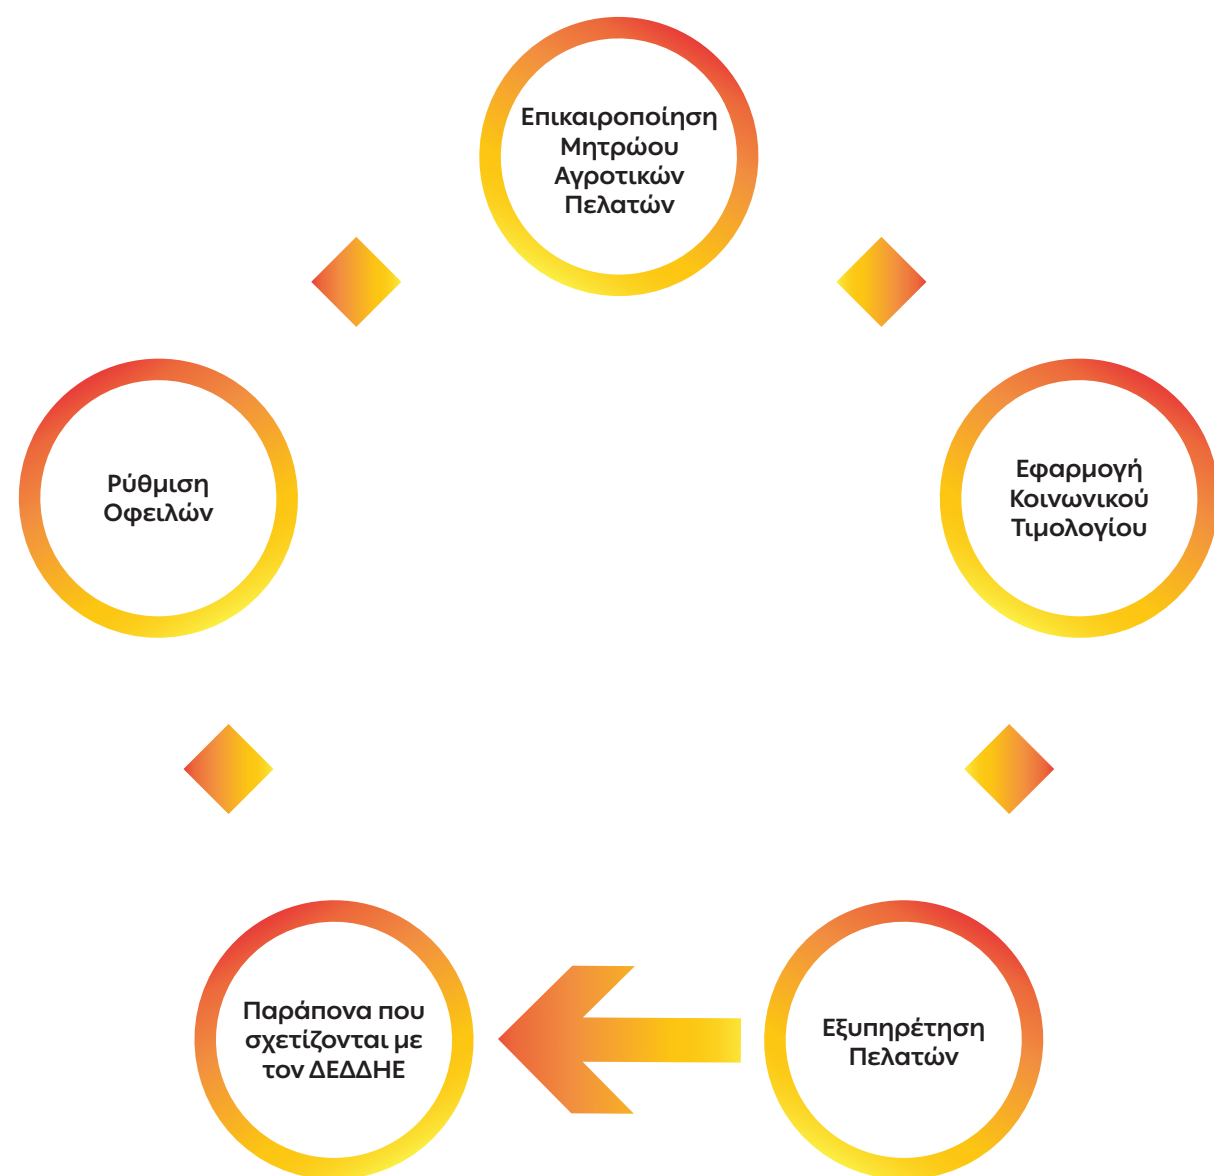 Επικαιροποίηση
Μητρώου
Αγροτικών
Πελατών
Ρύθμιση
Οφειλών
Εφαρμογή
Κοινωνικού
Τιμολογίου
Παράπονα που
σχετίζονται με
τον ΔΕΔΔΗΕ
Εξυπηρέτηση
Πελατών